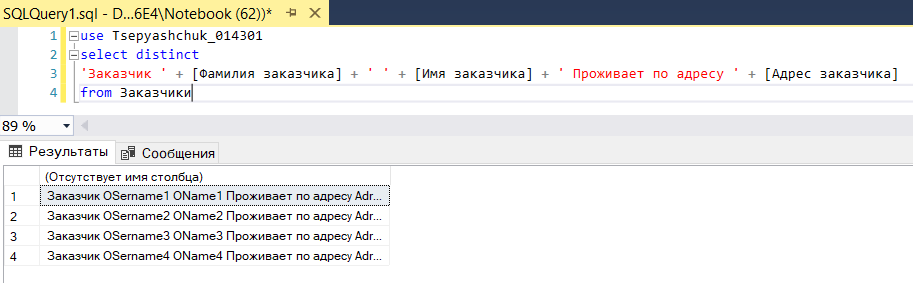 SQLQuery1.sql - D...6E4\Notebook (62))*
1 use Tsepyashchuk_014301
2 select distinct
3 'Заказчик ' + [Фамилия заказчика] + ' ' + [Имя заказчика] + ' Проживает по адресу ' + [Адрес заказчика]
4 from Заказчики
89 %
Результаты Сообщения
(Отсутствует имя столбца)
1 Заказчик OSername1 OName1 Проживает по адресу Adr...
2 Заказчик OSername2 OName2 Проживает по адресу Adr...
3 Заказчик OSername3 OName3 Проживает по адресу Adr...
4 Заказчик OSername4 OName4 Проживает по адресу Adr...